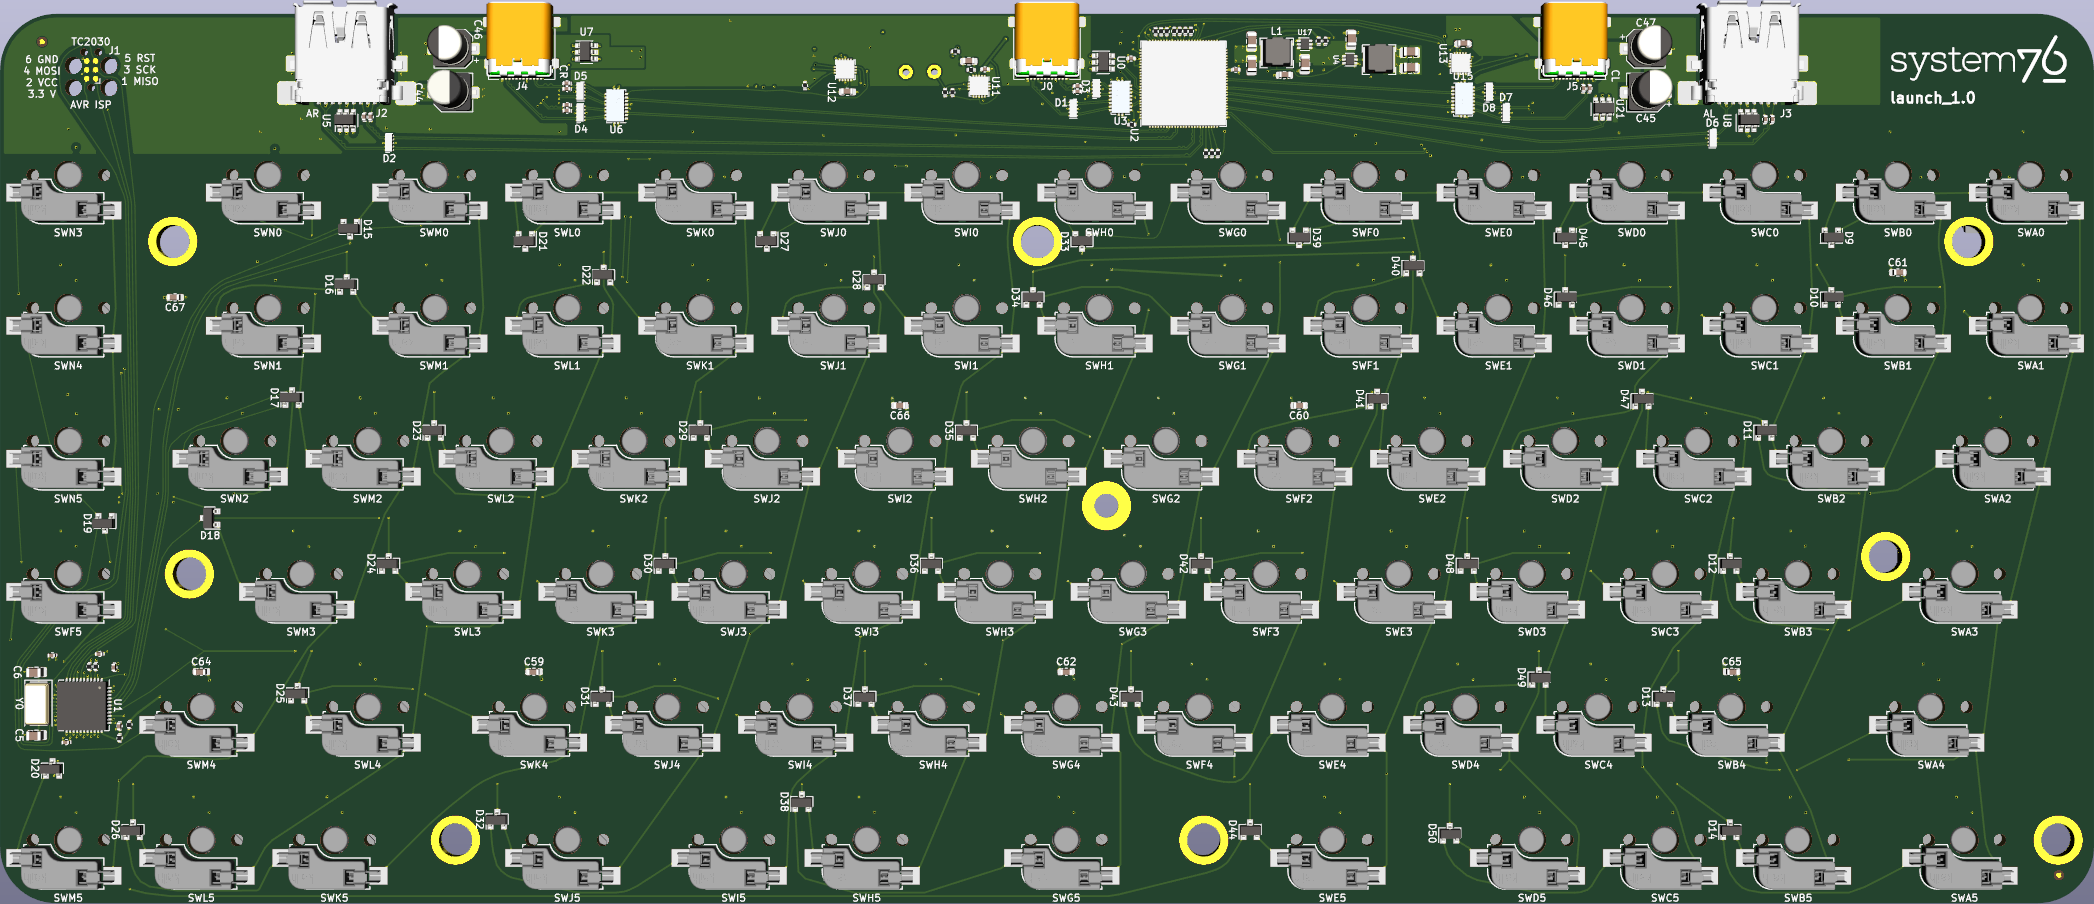 TC2030
J1
6 GND
4 MOSI
2 VCC
3.3 V
5 RST
3 SCK
1 MISO
AVR ISP
AR
J2
U5
D2
C46
C44
J4
U7
CR
D5
D4
U6
U12
U11
J0
D1
D3
U3
U2
L1
U17
U4
U13
U15
D7
D8
J5
CL
U21
C47
C45
AL
D6
U8
J3
system76
launch_1.0
SWN3 SWN0 D15 SWM0 D21 SWL0 SWK0 D27 SWJ0 SWI0 D33 SWH0 SWG0 D39 SWF0 SWE0 D45 SWD0 SWC0 D9 SWB0 SWA0
C67 D16 D22 D28 D34 D40 D46 D10 C61
SWN4 SWN1 SWM1 SWL1 SWK1 SWJ1 SWI1 SWH1 SWG1 SWF1 SWE1 SWD1 SWC1 SWB1 SWA1
D17 D23 D29 C66 D35 C60 D41 D47 D11
SWN5 SWN2 SWM2 SWL2 SWK2 SWJ2 SWI2 SWH2 SWG2 SWF2 SWE2 SWD2 SWC2 SWB2 SWA2
D19 D18 D24 D30 D36 D42 D48 D12
SWF5 SWM3 SWL3 SWK3 SWJ3 SWI3 SWH3 SWG3 SWF3 SWE3 SWD3 SWC3 SWB3 SWA3
C6 Y0 C5 U1 C64 D25 C59 D31 D37 C62 D43 D49 D13 C65
SWM4 SWL4 SWK4 SWJ4 SWI4 SWH4 SWG4 SWF4 SWE4 SWD4 SWC4 SWB4 SWA4
D20 D26 D32 D38 D44 D50 D14
SWM5 SWL5 SWK5 SWJ5 SWI5 SWH5 SWG5 SWE5 SWD5 SWC5 SWB5 SWA5